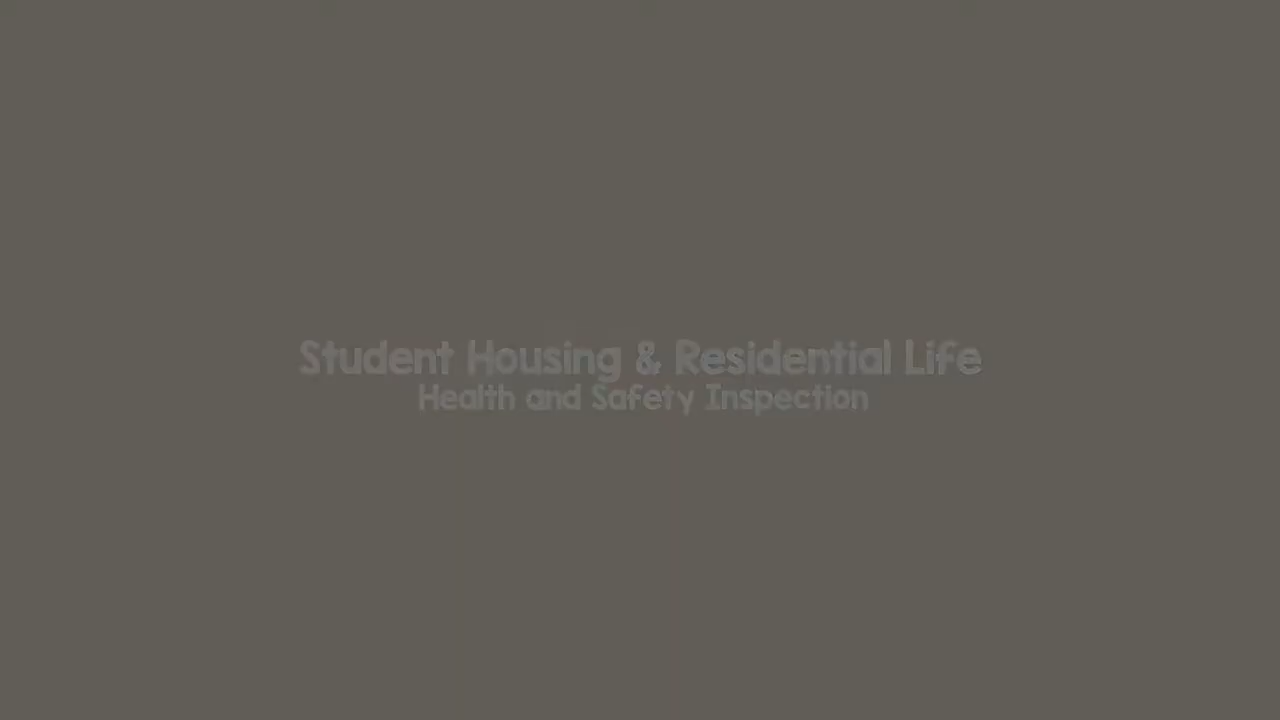 Student Housing & Residential Life
Health and Safety Inspection